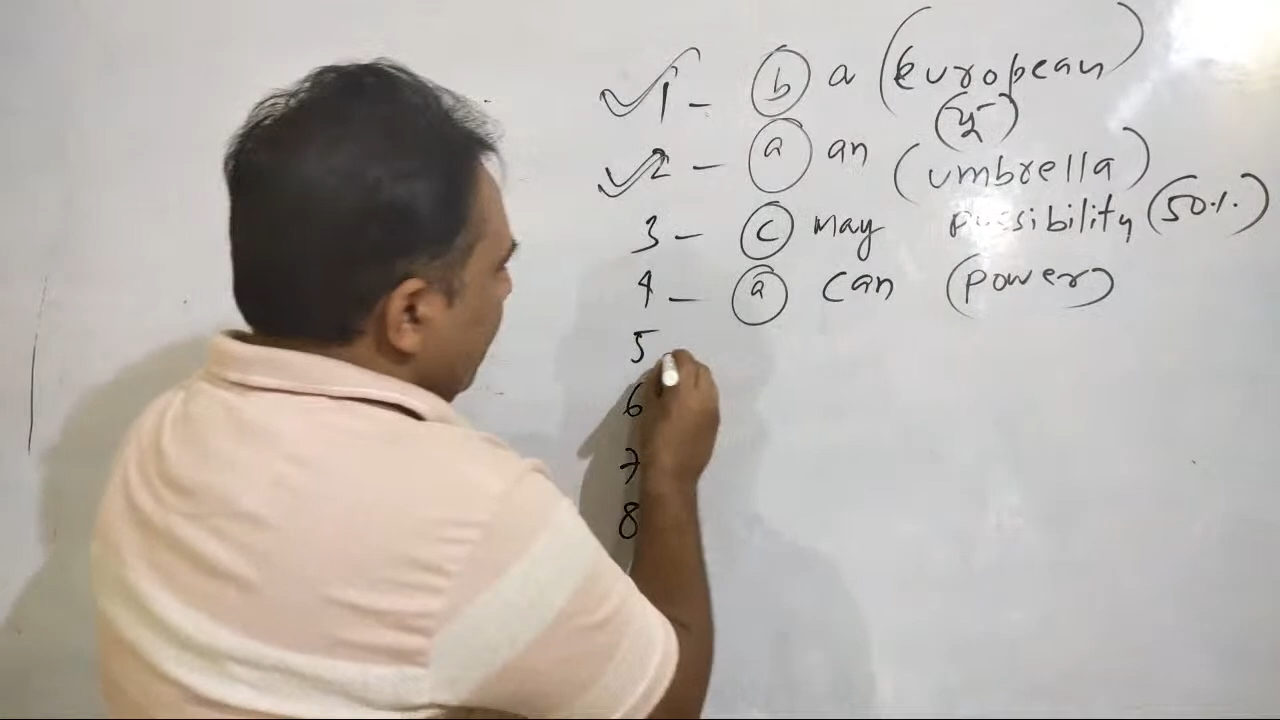 1- (b) a (European)
(यू)
2- (a) an (umbrella)
3- (c) may possibility (50%)
4- (a) can (power)
5
6
7
8